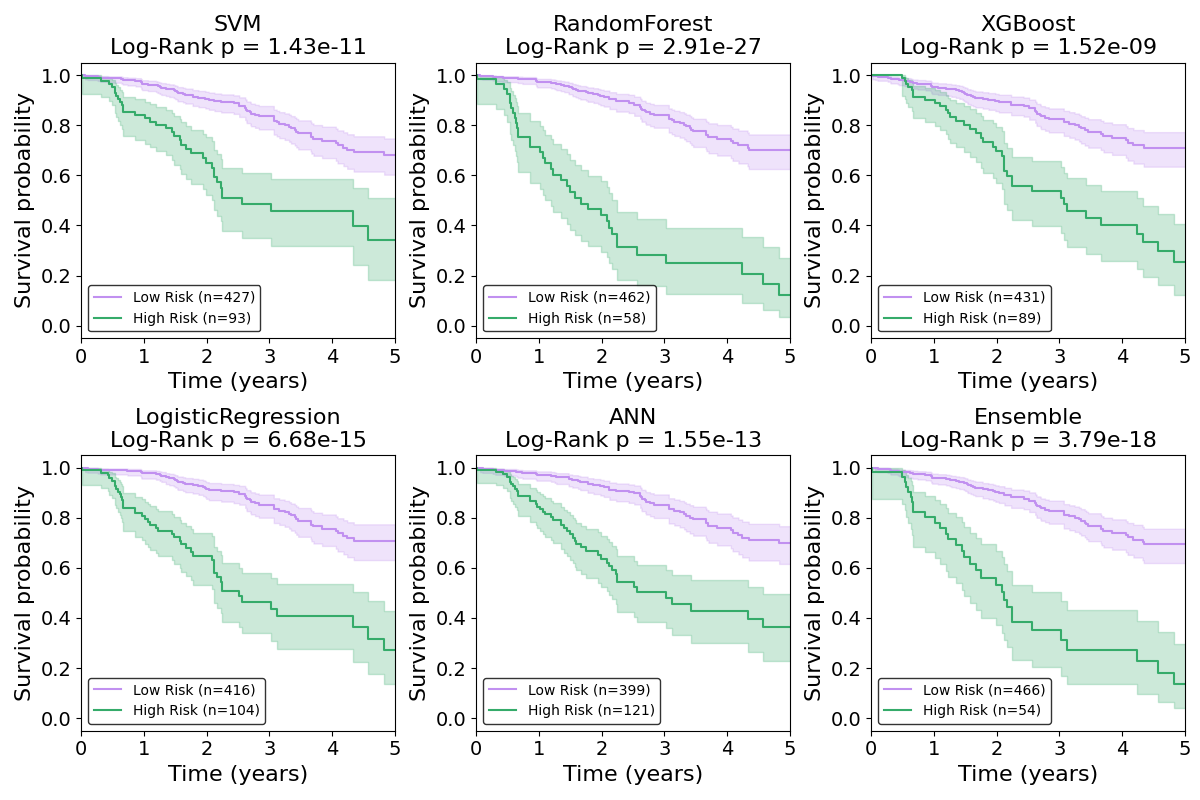 SVM
Log-Rank p = 1.43e-11
Survival probability
1.0
0.8
0.6
0.4
0.2
0.0
Low Risk (n=427)
High Risk (n=93)
0 1 2 3 4 5
Time (years)
RandomForest
Log-Rank p = 2.91e-27
Survival probability
1.0
0.8
0.6
0.4
0.2
0.0
Low Risk (n=462)
High Risk (n=58)
0 1 2 3 4 5
Time (years)
XGBoost
Log-Rank p = 1.52e-09
Survival probability
1.0
0.8
0.6
0.4
0.2
0.0
Low Risk (n=431)
High Risk (n=89)
0 1 2 3 4 5
Time (years)
LogisticRegression
Log-Rank p = 6.68e-15
Survival probability
1.0
0.8
0.6
0.4
0.2
0.0
Low Risk (n=416)
High Risk (n=104)
0 1 2 3 4 5
Time (years)
ANN
Log-Rank p = 1.55e-13
Survival probability
1.0
0.8
0.6
0.4
0.2
0.0
Low Risk (n=399)
High Risk (n=121)
0 1 2 3 4 5
Time (years)
Ensemble
Log-Rank p = 3.79e-18
Survival probability
1.0
0.8
0.6
0.4
0.2
0.0
Low Risk (n=466)
High Risk (n=54)
0 1 2 3 4 5
Time (years)